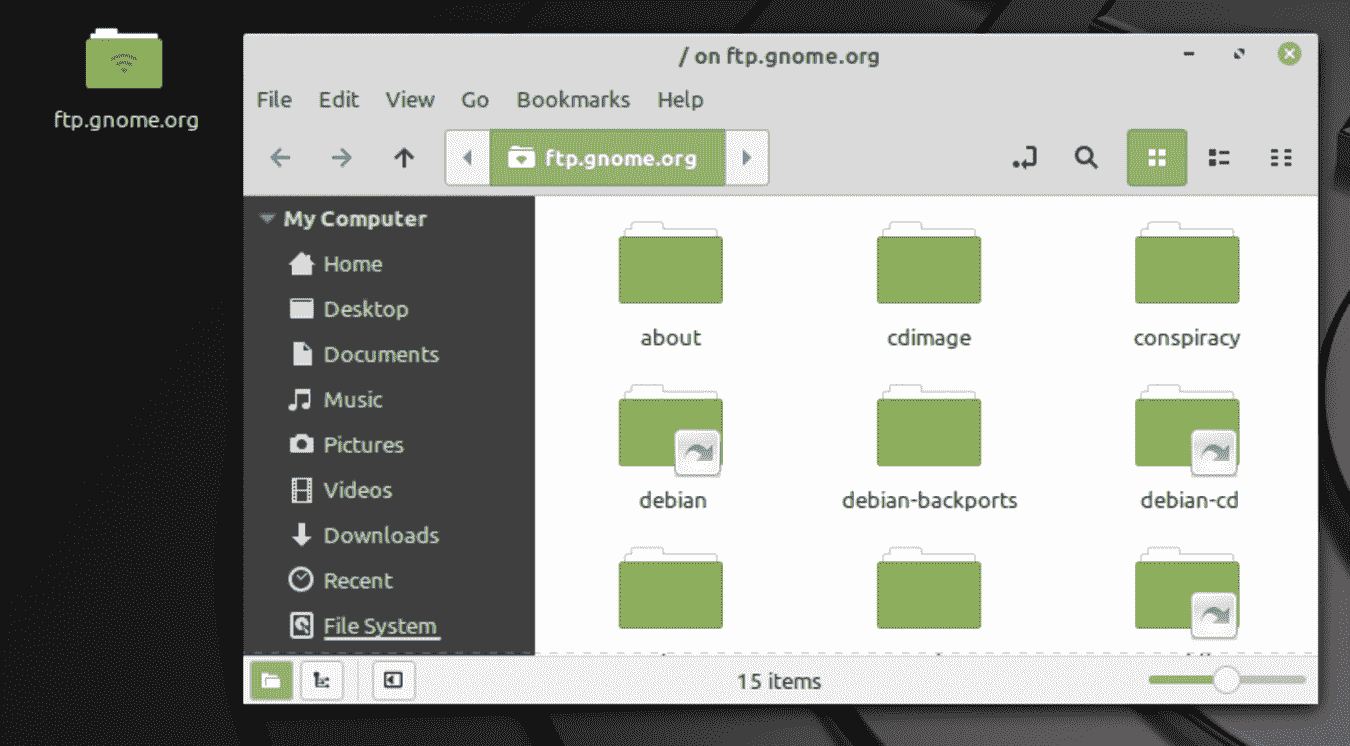 ftp.gnome.org
/ on ftp.gnome.org
File Edit View Go Bookmarks Help
ftp.gnome.org
My Computer
Home
Desktop
Documents
Music
Pictures
Videos
Downloads
Recent
File System
about cdimage conspiracy
debian debian-backports debian-cd
15 items